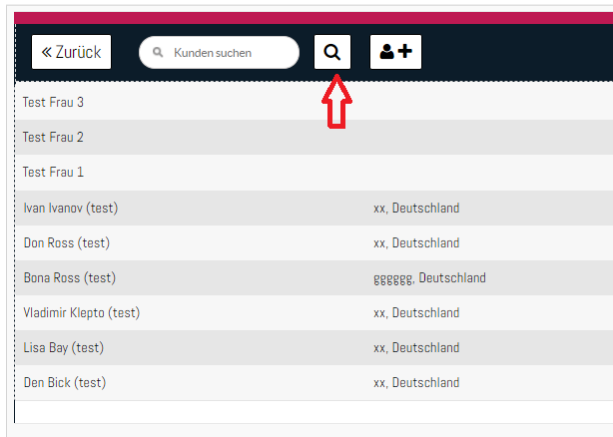 « Zurück Kunden suchen
Test Frau 3
Test Frau 2
Test Frau 1
Ivan Ivanov (test) xx, Deutschland
Don Ross (test) xx, Deutschland
Bona Ross (test) gggggg, Deutschland
Vladimir Klepto (test) xx, Deutschland
Lisa Bay (test) xx, Deutschland
Den Bick (test) xx, Deutschland